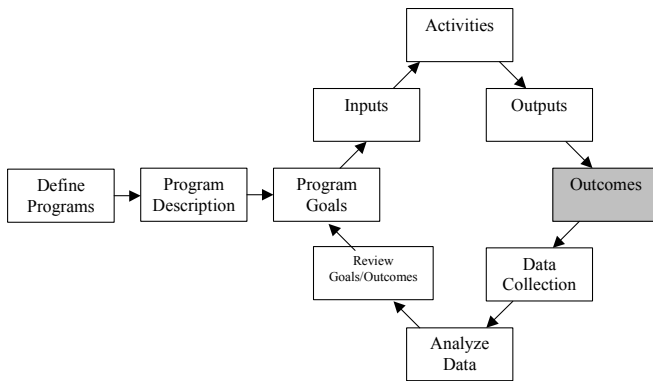 Activities
Inputs
Outputs
Define
Programs
Program
Description
Program
Goals
Outcomes
Review
Goals/Outcomes
Data
Collection
Analyze
Data